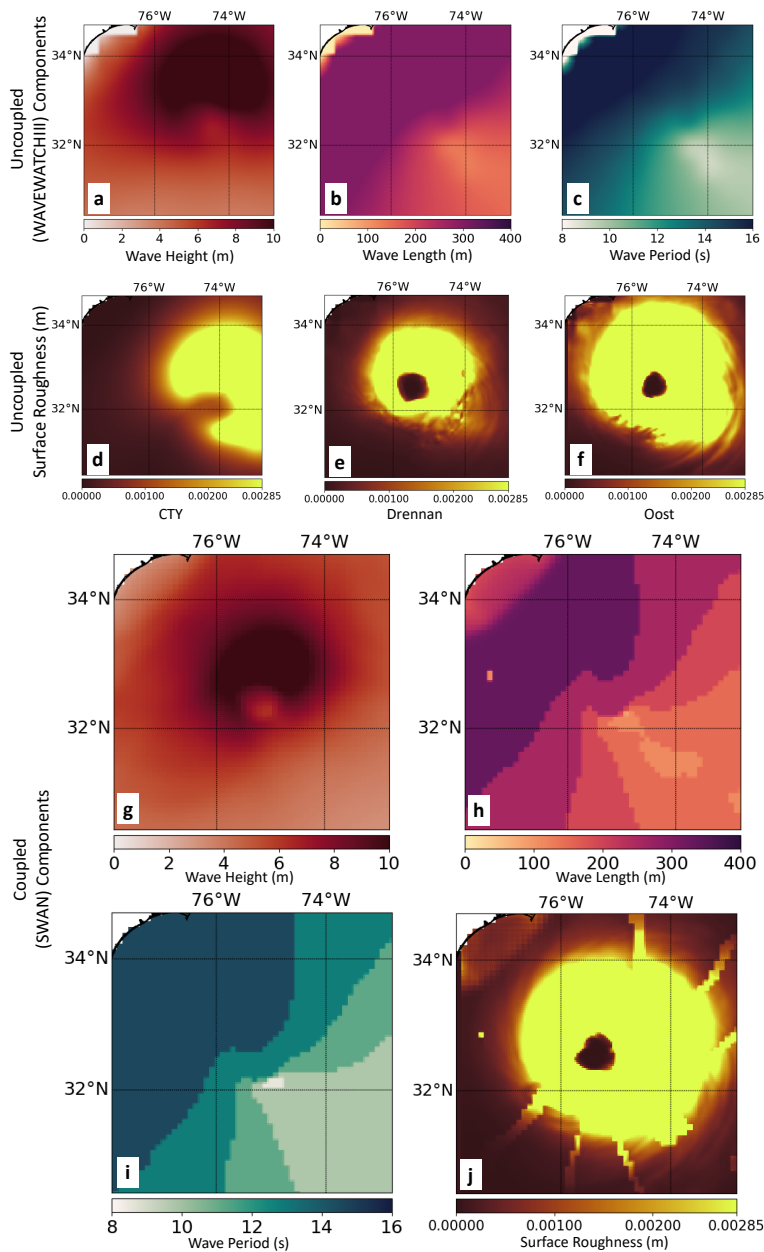 76°W 74°W 76°W 74°W 76°W 74°W
Uncoupled
(WAVEWATCHIII) Components
34°N 34°N 34°N
32°N 32°N 32°N
a b c
0 2 4 6 8 10 0 100 200 300 400 8 10 12 14 16
Wave Height (m) Wave Length (m) Wave Period (s)
76°W 74°W 76°W 74°W 76°W 74°W
Uncoupled
Surface Roughness (m)
34°N 34°N 34°N
32°N 32°N 32°N
d e f
0.00000 0.00100 0.00200 0.00285 0.00000 0.00100 0.00200 0.00285 0.00000 0.00100 0.00200 0.00285
CTY Drennan Oost
76°W 74°W 76°W 74°W
34°N 34°N
32°N 32°N
g h
0 2 4 6 8 10 0 100 200 300 400
Wave Height (m) Wave Length (m)
Coupled
(SWAN) Components
76°W 74°W 76°W 74°W
34°N 34°N
32°N 32°N
i j
8 10 12 14 16 0.00000 0.00100 0.00200 0.00285
Wave Period (s) Surface Roughness (m)